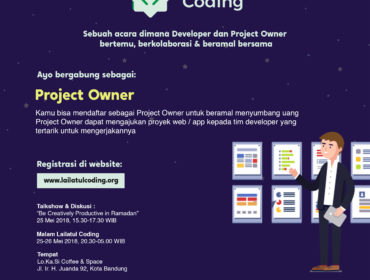 Coding
Sebuah acara dimana Developer dan Project Owner
bertemu, berkolaborasi & beramal bersama
Ayo bergabung sebagai:
Project Owner
Kamu bisa mendaftar sebagai Project Owner untuk beramal menyumbang uang
Project Owner dapat mengajukan proyek web / app kepada tim developer yang
tertarik untuk mengerjakannya
Registrasi di website:
www.lailatulcoding.org
Talkshow & Diskusi :
"Be Creatively Productive in Ramadan"
25 Mei 2018, 15.30-17.30 WIB
Malam Lailatul Coding
25-26 Mei 2018, 20.30-05.00 WIB
Tempat
Lo.Ka.Si Coffee & Space
Jl. Ir. H. Juanda 92, Kota Bandung